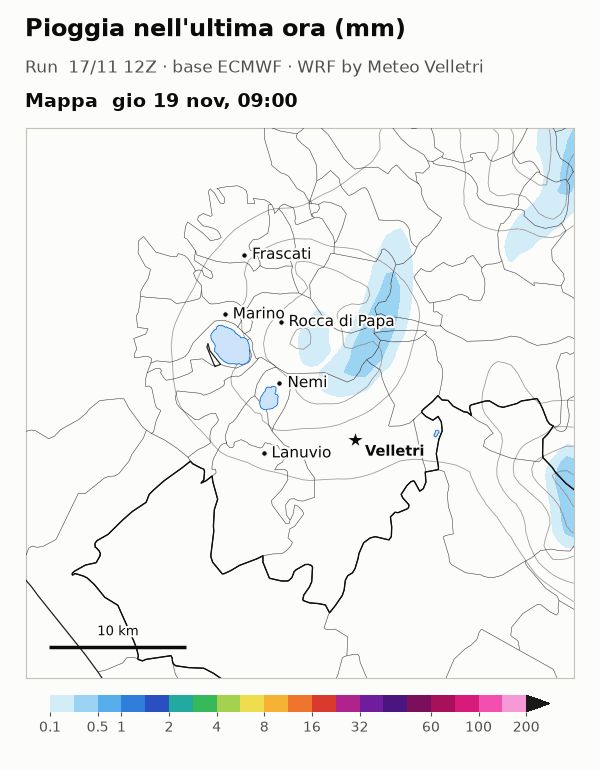 Pioggia nell'ultima ora (mm)
Run  17/11 12Z · base ECMWF · WRF by Meteo Velletri
Mappa  gio 19 nov, 09:00
Frascati
Marino
Rocca di Papa
Nemi
Velletri
Lanuvio
10 km
0.1 0.5 1 2 4 8 16 32 60 100 200